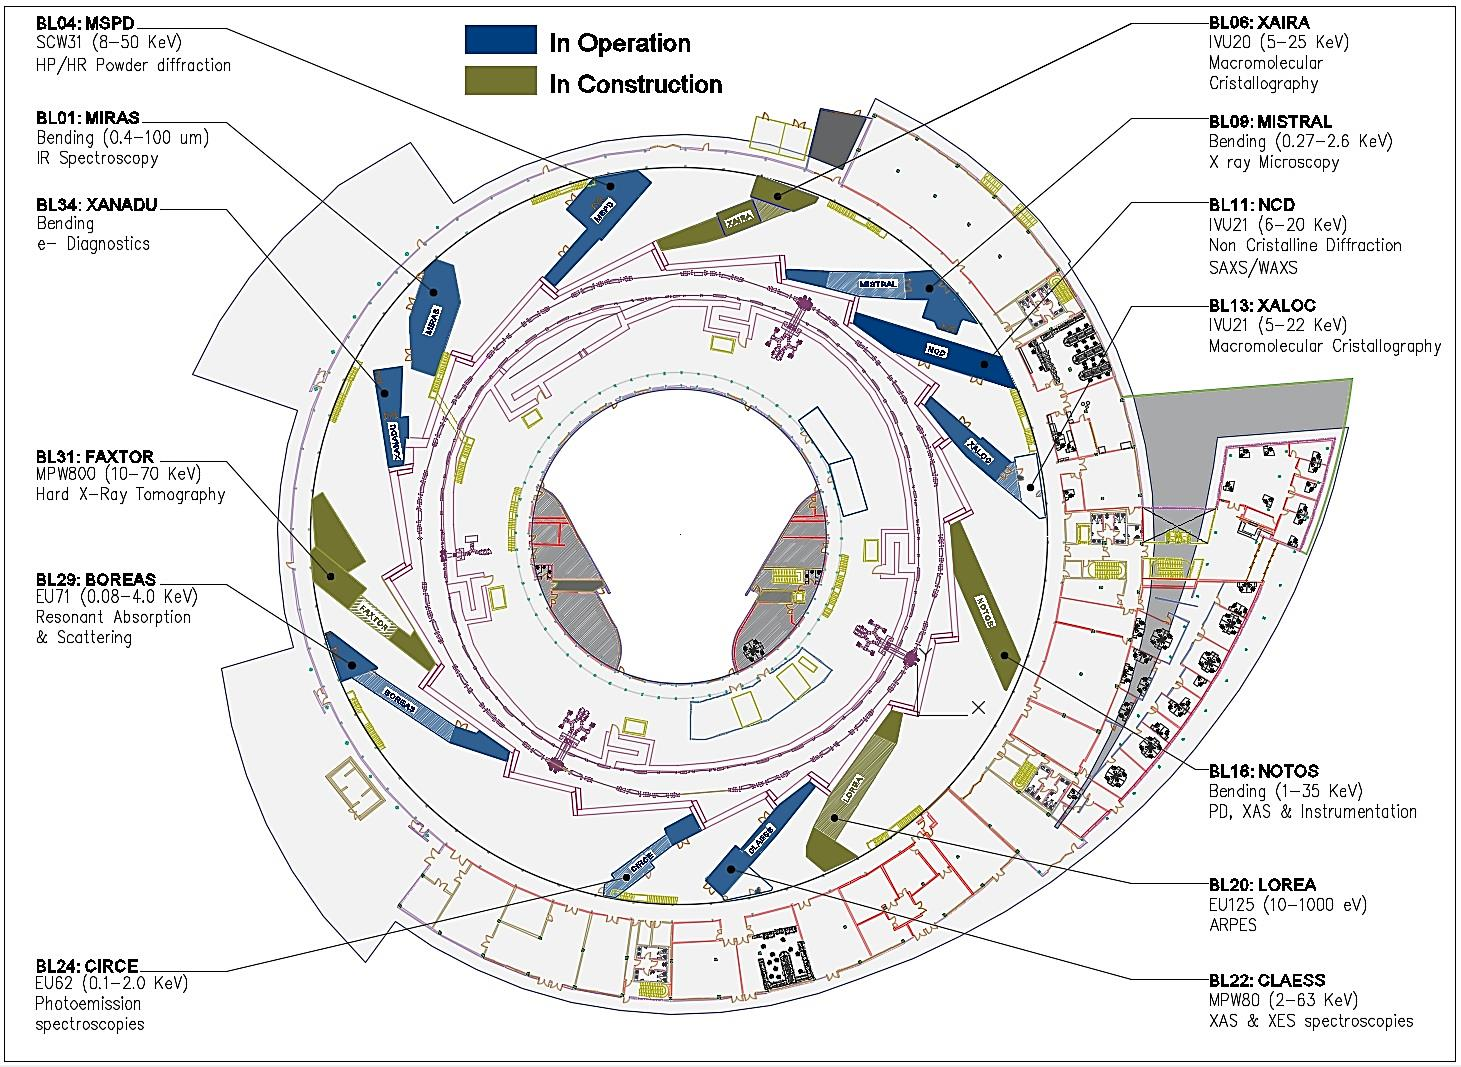 BL04: MSPD
SCW31 (8-50 KeV)
HP/HR Powder diffraction
BL01: MIRAS
Bending (0.4-100 um)
IR Spectroscopy
BL34: XANADU
Bending
e- Diagnostics
BL31: FAXTOR
MPW800 (10-70 KeV)
Hard X-Ray Tomography
BL29: BOREAS
EU71 (0.08-4.0 KeV)
Resonant Absorption
& Scattering
BL24: CIRCE
EU62 (0.1-2.0 KeV)
Photoemission
spectroscopies
In Operation
In Construction
MSPD
XAIRA
MISTRAL
MIRAS
NCD
XANADU
XALOC
FAXTOR
NOTOS
BOREAS
LOREA
CLAESS
CIRCE
BL06: XAIRA
IVU20 (5-25 KeV)
Macromolecular
Cristallography
BL09: MISTRAL
Bending (0.27-2.6 KeV)
X ray Microscopy
BL11: NCD
IVU21 (6-20 KeV)
Non Cristalline Diffraction
SAXS/WAXS
BL13: XALOC
IVU21 (5-22 KeV)
Macromolecular Cristallography
BL16: NOTOS
Bending (1-35 KeV)
PD, XAS & Instrumentation
BL20: LOREA
EU125 (10-1000 eV)
ARPES
BL22: CLAESS
MPW80 (2-63 KeV)
XAS & XES spectroscopies